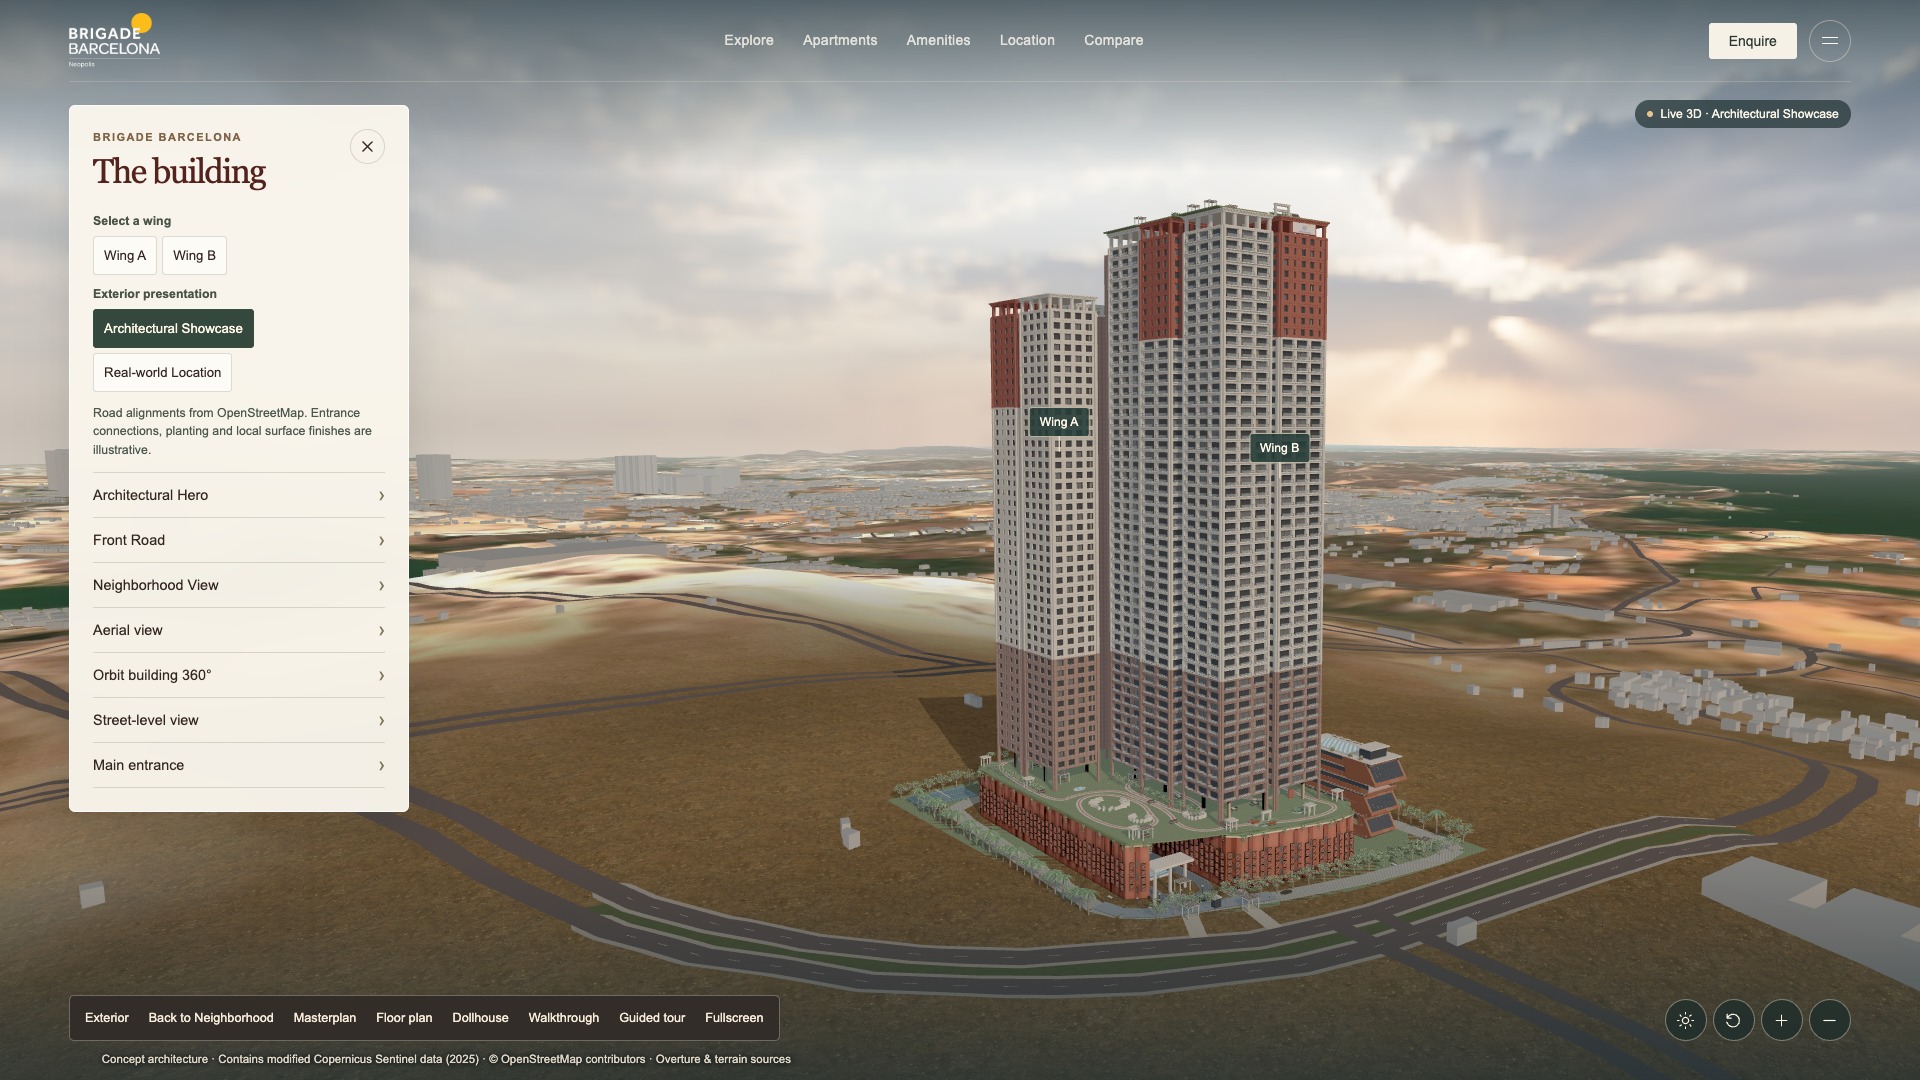 BRIGADE
BARCELONA
Neopolis
Explore
Apartments
Amenities
Location
Compare
Enquire
Live 3D · Architectural Showcase
BRIGADE BARCELONA
The building
Select a wing
Wing A
Wing B
Exterior presentation
Architectural Showcase
Real-world Location
Road alignments from OpenStreetMap. Entrance
connections, planting and local surface finishes are
illustrative.
Architectural Hero
Front Road
Neighborhood View
Aerial view
Orbit building 360°
Street-level view
Main entrance
Wing A
Wing B
Exterior
Back to Neighborhood
Masterplan
Floor plan
Dollhouse
Walkthrough
Guided tour
Fullscreen
Concept architecture · Contains modified Copernicus Sentinel data (2025) · © OpenStreetMap contributors · Overture & terrain sources